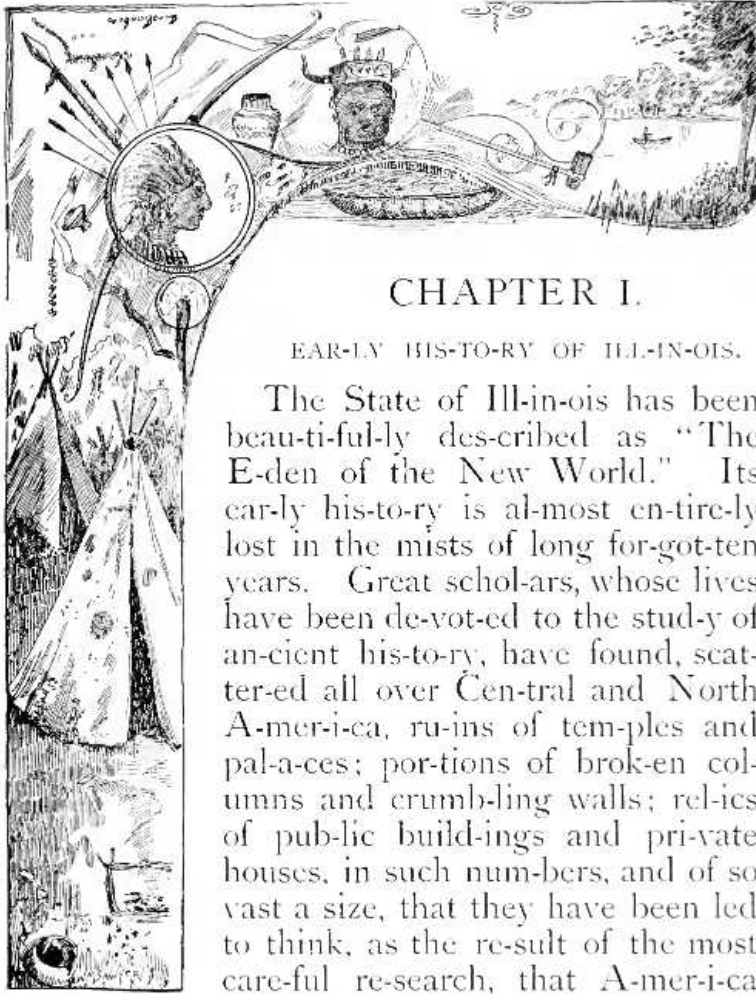 CHAPTER I.
EAR-LY HIS-TO-RY OF ILL-IN-OIS.
The State of Ill-in-ois has been
beau-ti-ful-ly des-cribed as “The
E-den of the New World.” Its
ear-ly his-to-ry is al-most en-tire-ly
lost in the mists of long for-got-ten
years. Great schol-ars, whose lives
have been de-vot-ed to the stud-y of
an-cient his-to-ry, have found, scat-
ter-ed all over Cen-tral and North
A-mer-i-ca, ru-ins of tem-ples and
pal-a-ces; por-tions of brok-en col-
umns and crumb-ling walls; rel-ics
of pub-lic build-ings and pri-vate
houses, in such num-bers, and of so
vast a size, that they have been led
to think, as the re-sult of the most
care-ful re-search, that A-mer-i-ca